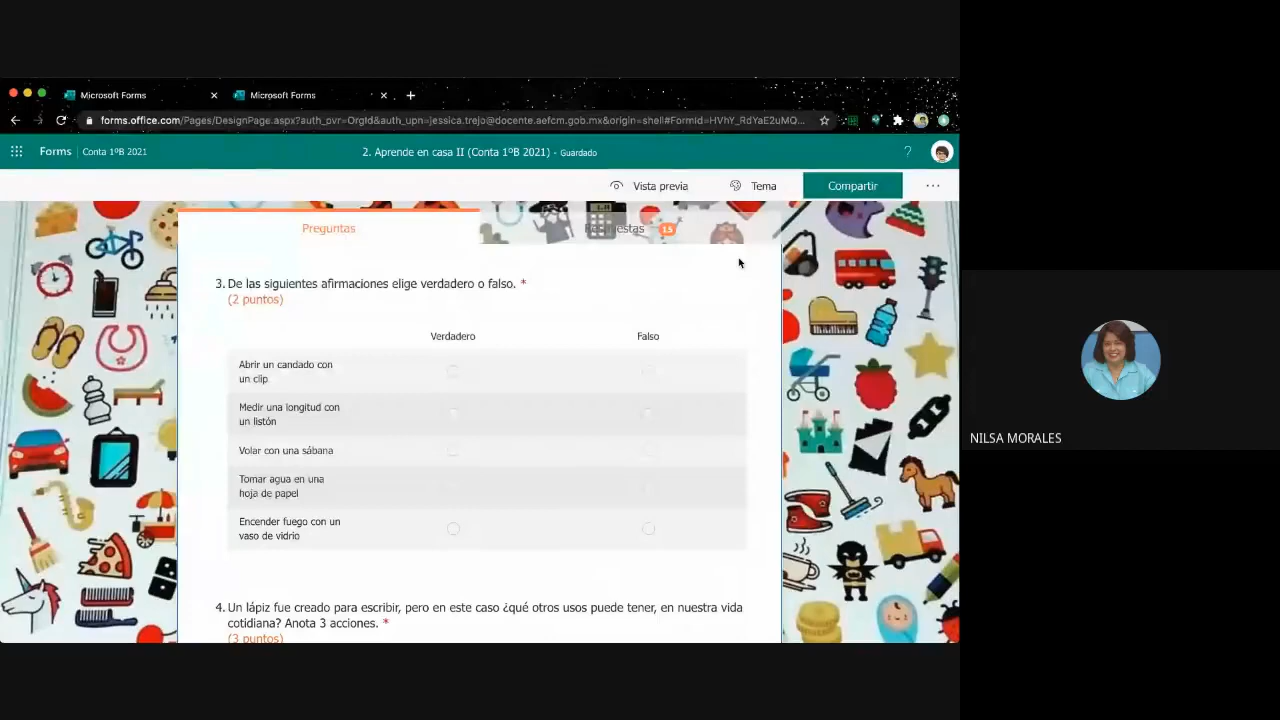 Microsoft Forms
Microsoft Forms
forms.office.com/Pages/DesignPage.aspx?auth_pvr=OrgId&auth_upn=jessica.trejo@docente.aefcm.gob.mx&origin=shell#FormId=HVhY_RdYaE2uMQ...
Forms
Conta 1ºB 2021
2. Aprende en casa II (Conta 1ºB 2021) - Guardado
?
Vista previa
Tema
Compartir
Preguntas
15
3. De las siguientes afirmaciones elige verdadero o falso. *
(2 puntos)
Verdadero
Falso
Abrir un candado con
un clip
Medir una longitud con
un listón
Volar con una sábana
Tomar agua en una
hoja de papel
Encender fuego con un
vaso de vidrio
4. Un lápiz fue creado para escribir, pero en este caso ¿qué otros usos puede tener, en nuestra vida
cotidiana? Anota 3 acciones. *
(3 puntos)
NILSA MORALES